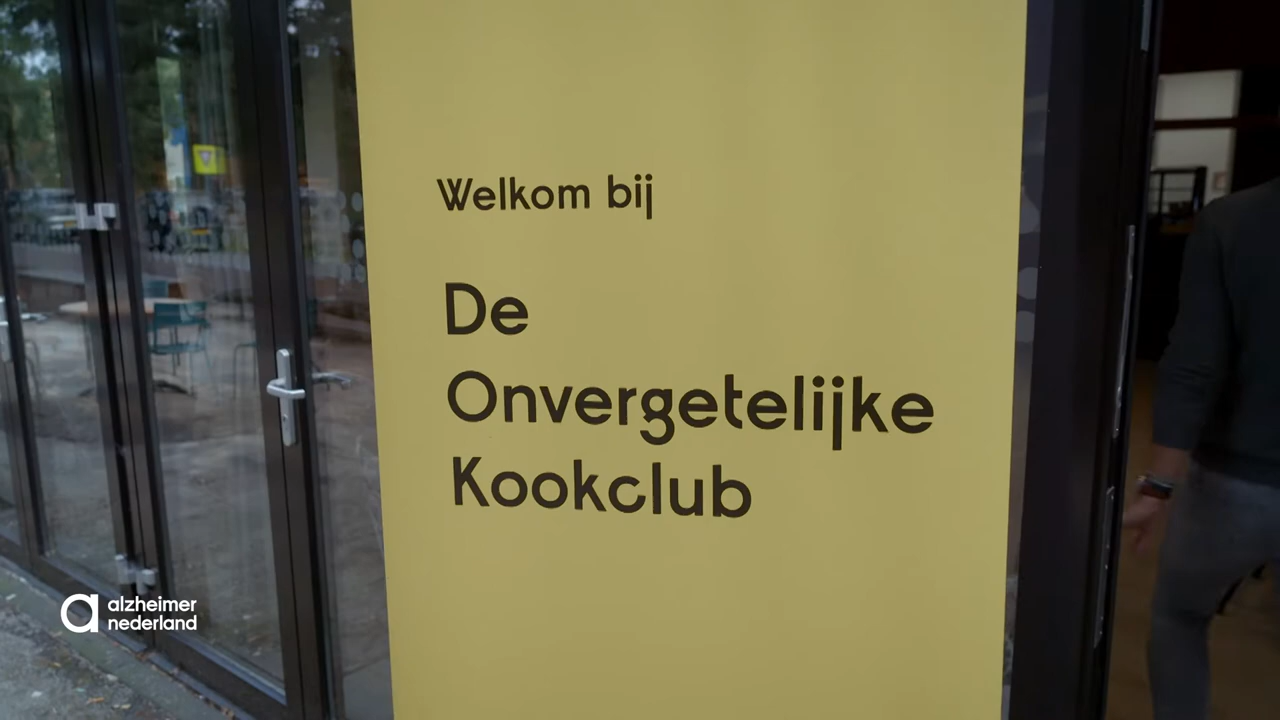 Welkom bij
De
Onvergetelijke
Kookclub
alzheimer
nederland